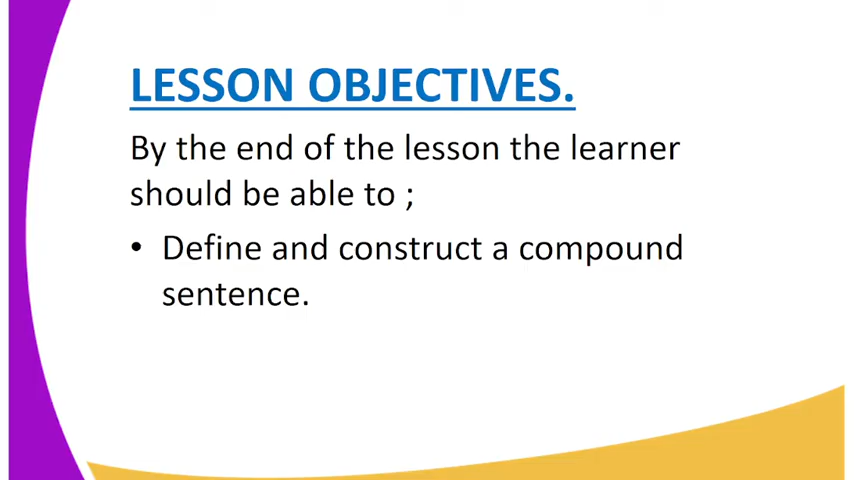 LESSON OBJECTIVES.
By the end of the lesson the learner
should be able to ;
• Define and construct a compound
sentence.